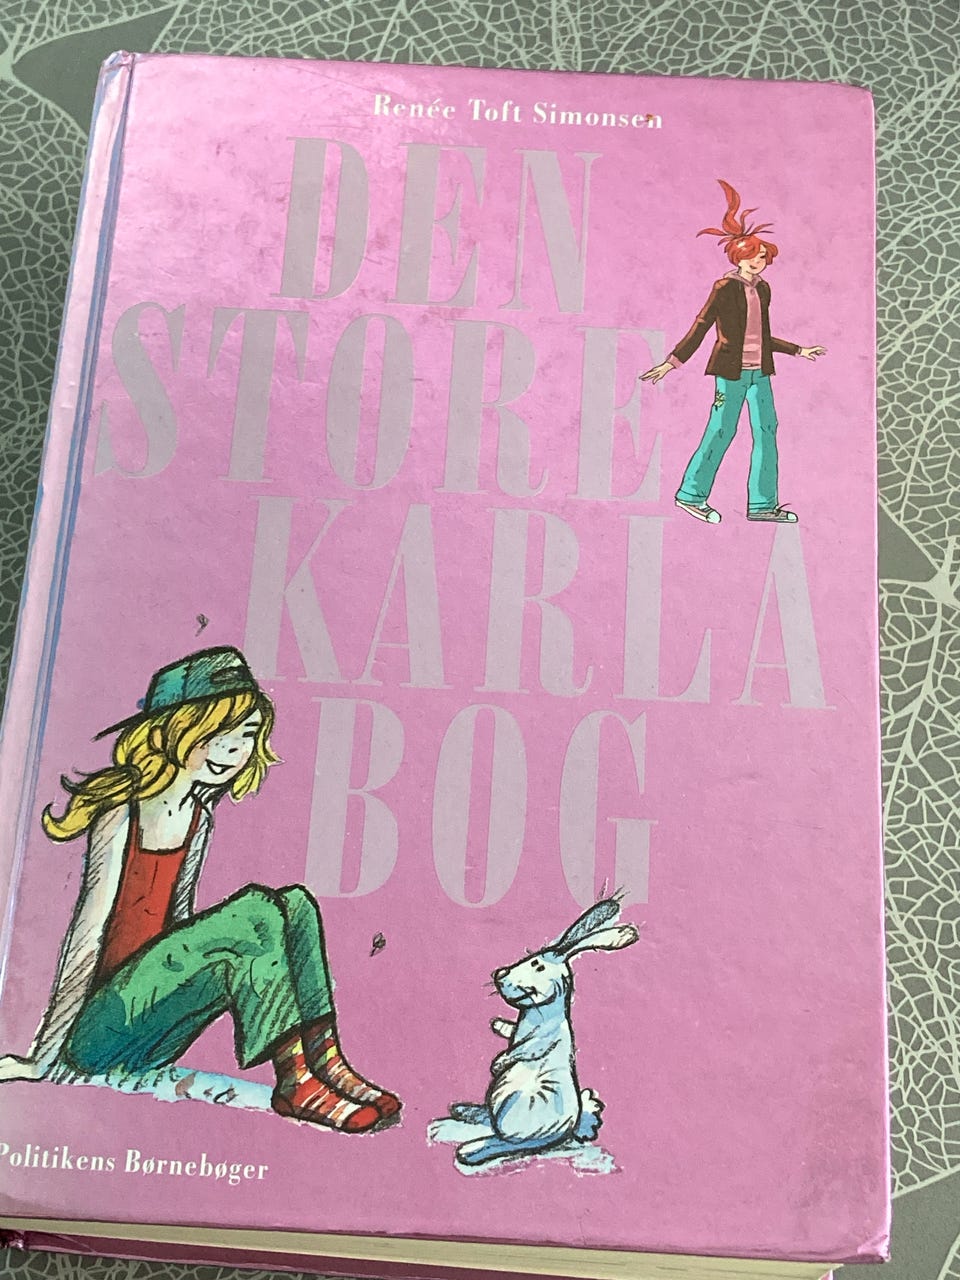 Renée Toft Simonsen
DEN
STORE
KARLA
BOG
Politikens Børnebøger